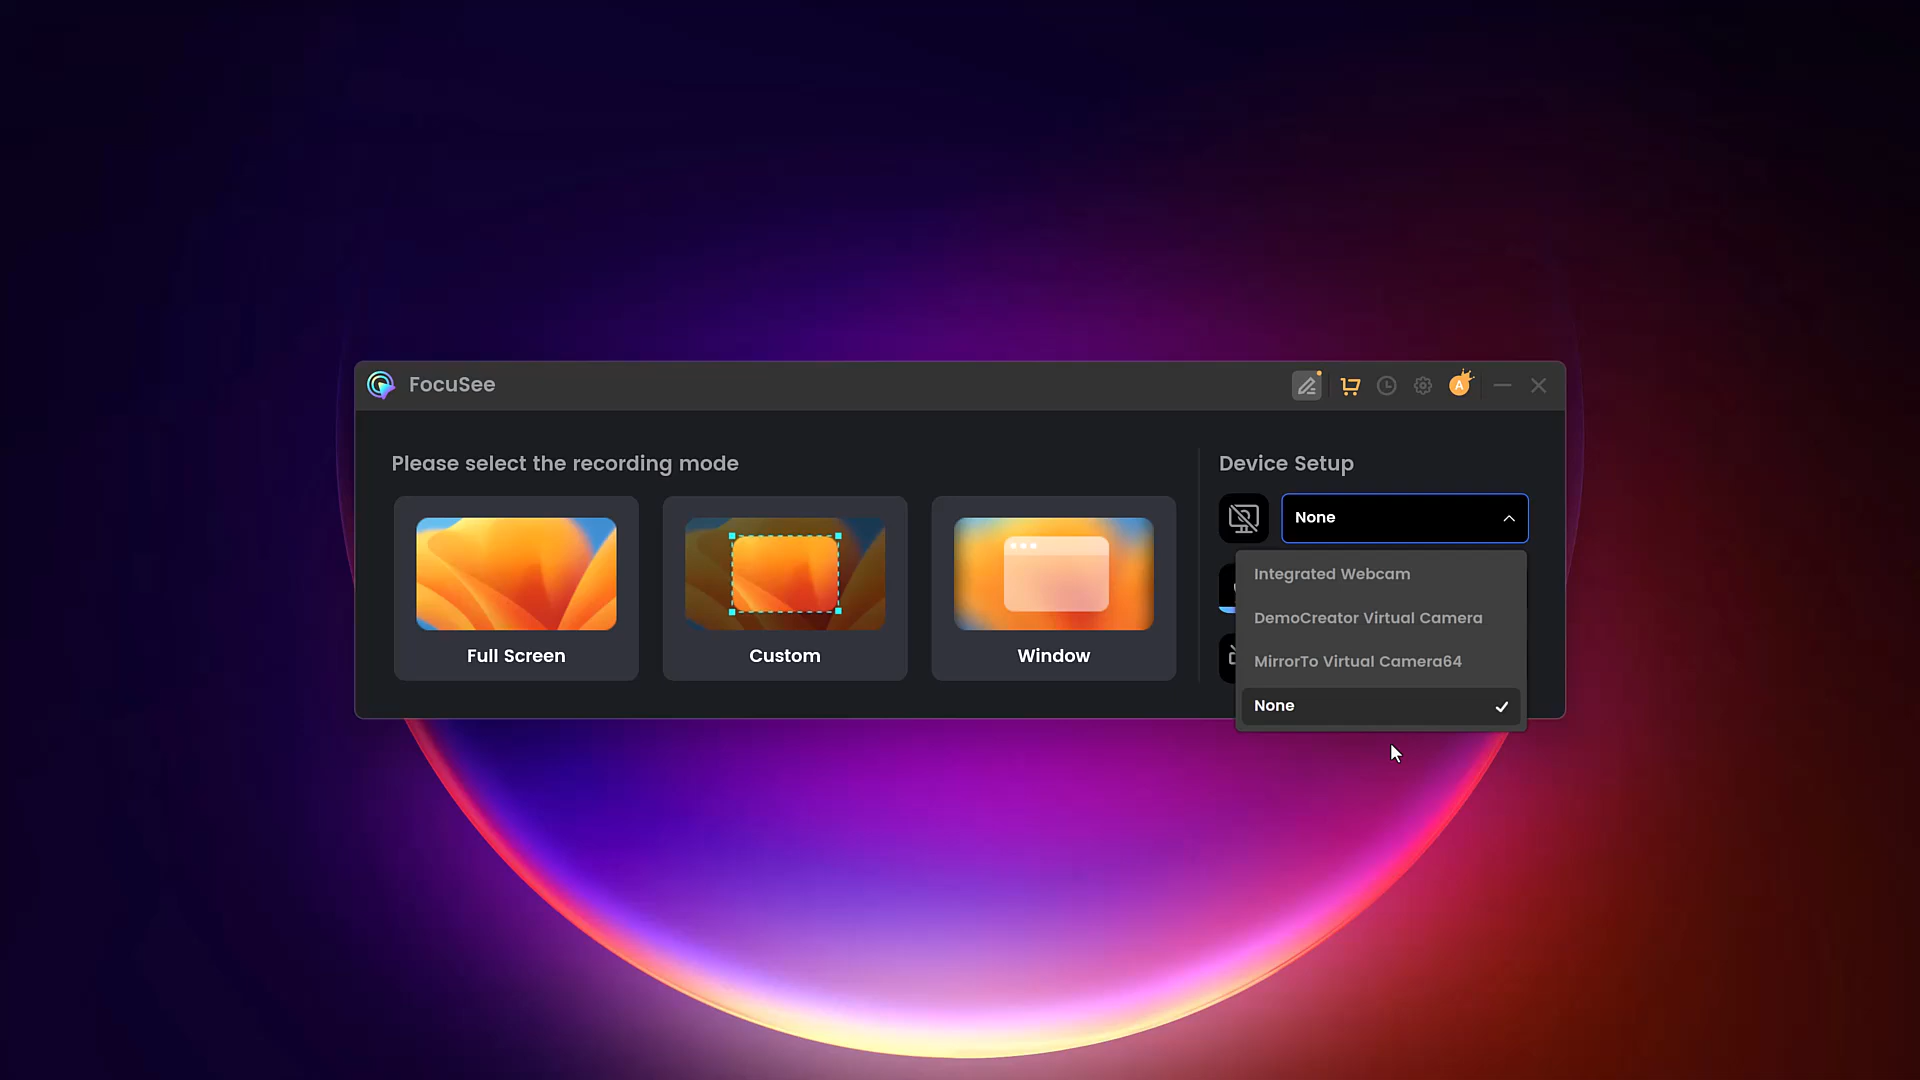 FocuSee
A
Please select the recording mode
Full Screen
Custom
Window
Device Setup
None
Integrated Webcam
DemoCreator Virtual Camera
MirrorTo Virtual Camera64
None